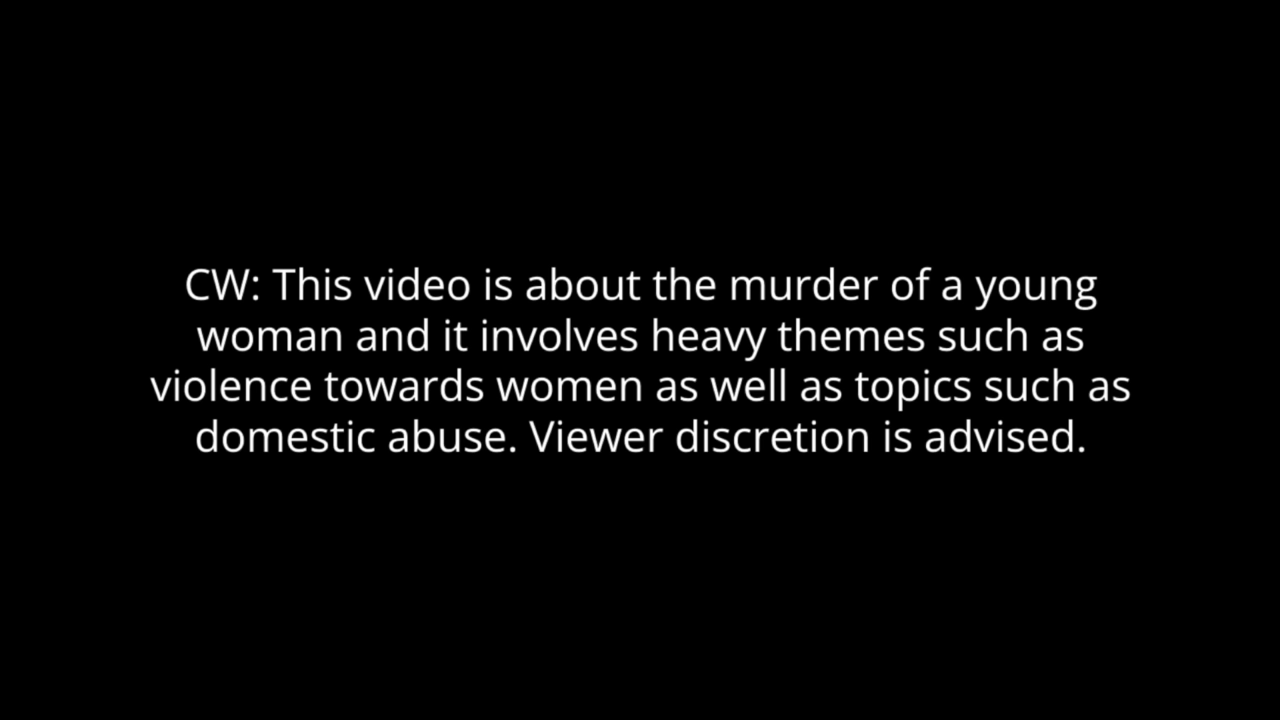 CW: This video is about the murder of a young
woman and it involves heavy themes such as
violence towards women as well as topics such as
domestic abuse. Viewer discretion is advised.